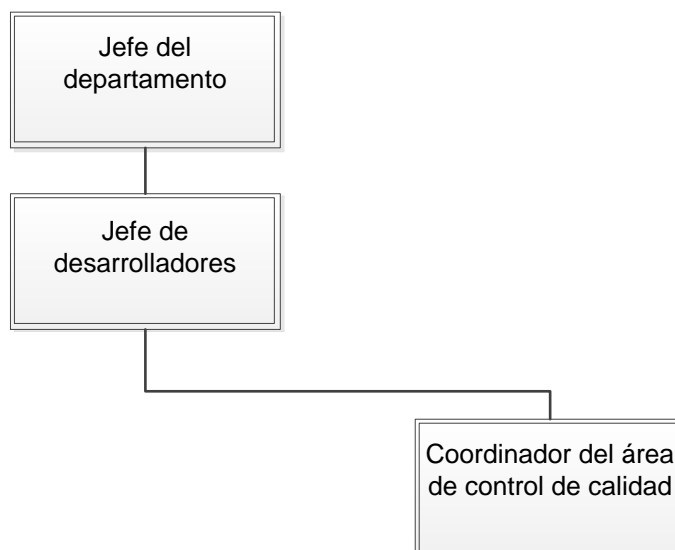 Jefe del
departamento
Jefe de
desarrolladores
Coordinador del área
de control de calidad